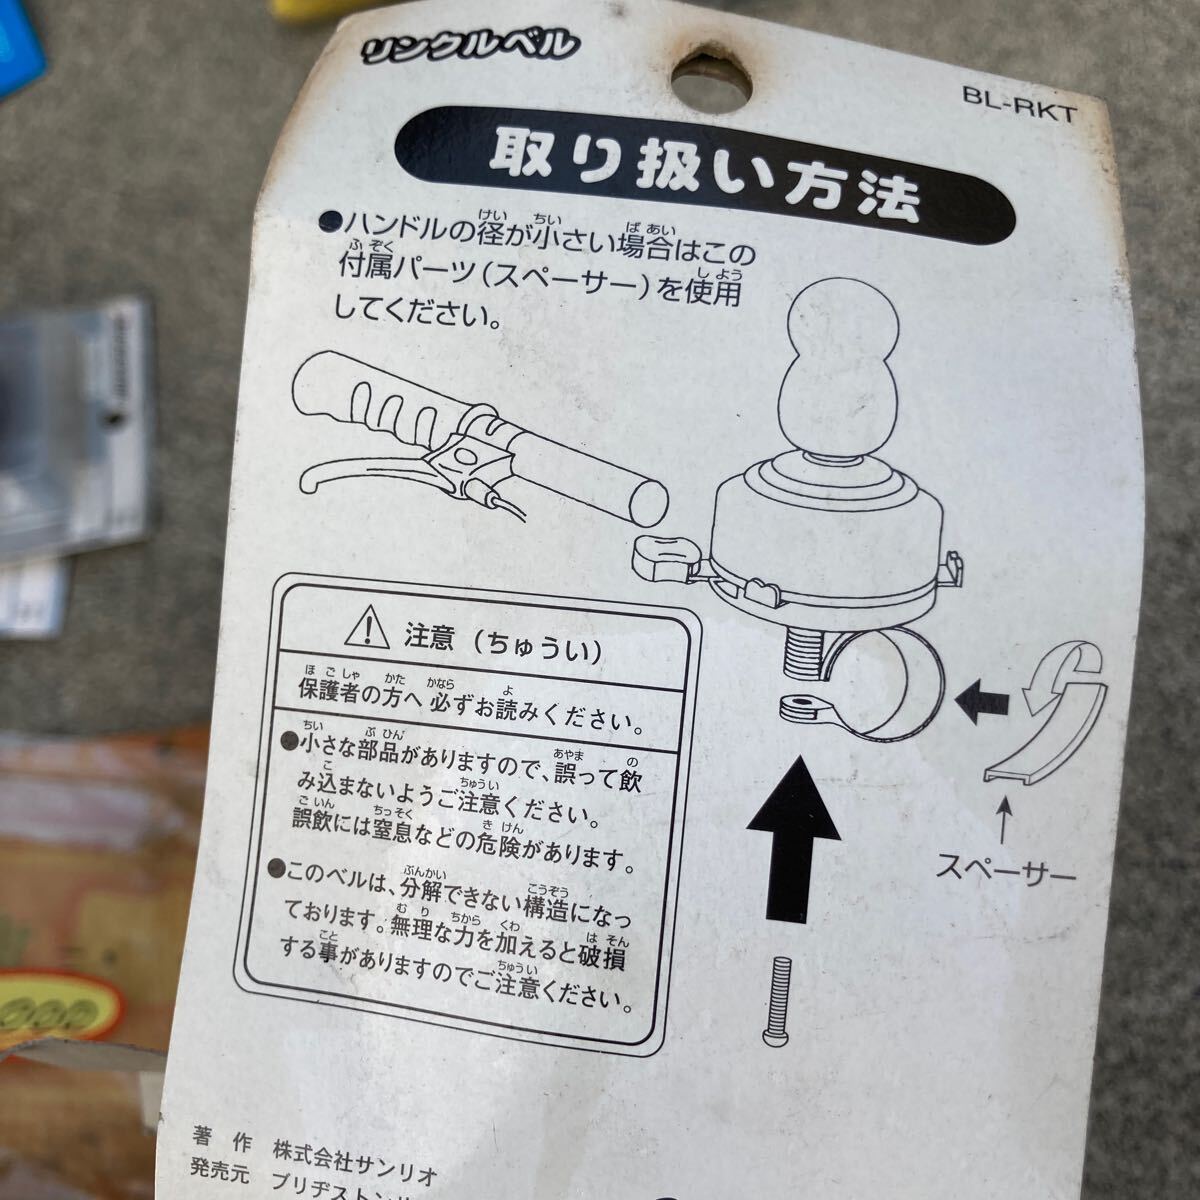 リンクルベル
BL-RKT
取り扱い方法
●ハンドルの径が小さい場合はこの
付属パーツ(スペーサー)を使用
してください。
注意(ちゅうい)
保護者の方へ 必ずお読みください。
●小さな部品がありますので、誤って飲
み込まないようご注意ください。
誤飲には窒息などの危険があります。
●このベルは、分解できない構造になっ
ております。無理な力を加えると破損
する事がありますのでご注意ください。
スペーサー
著作 株式会社サンリオ
発売元 ブリヂストン